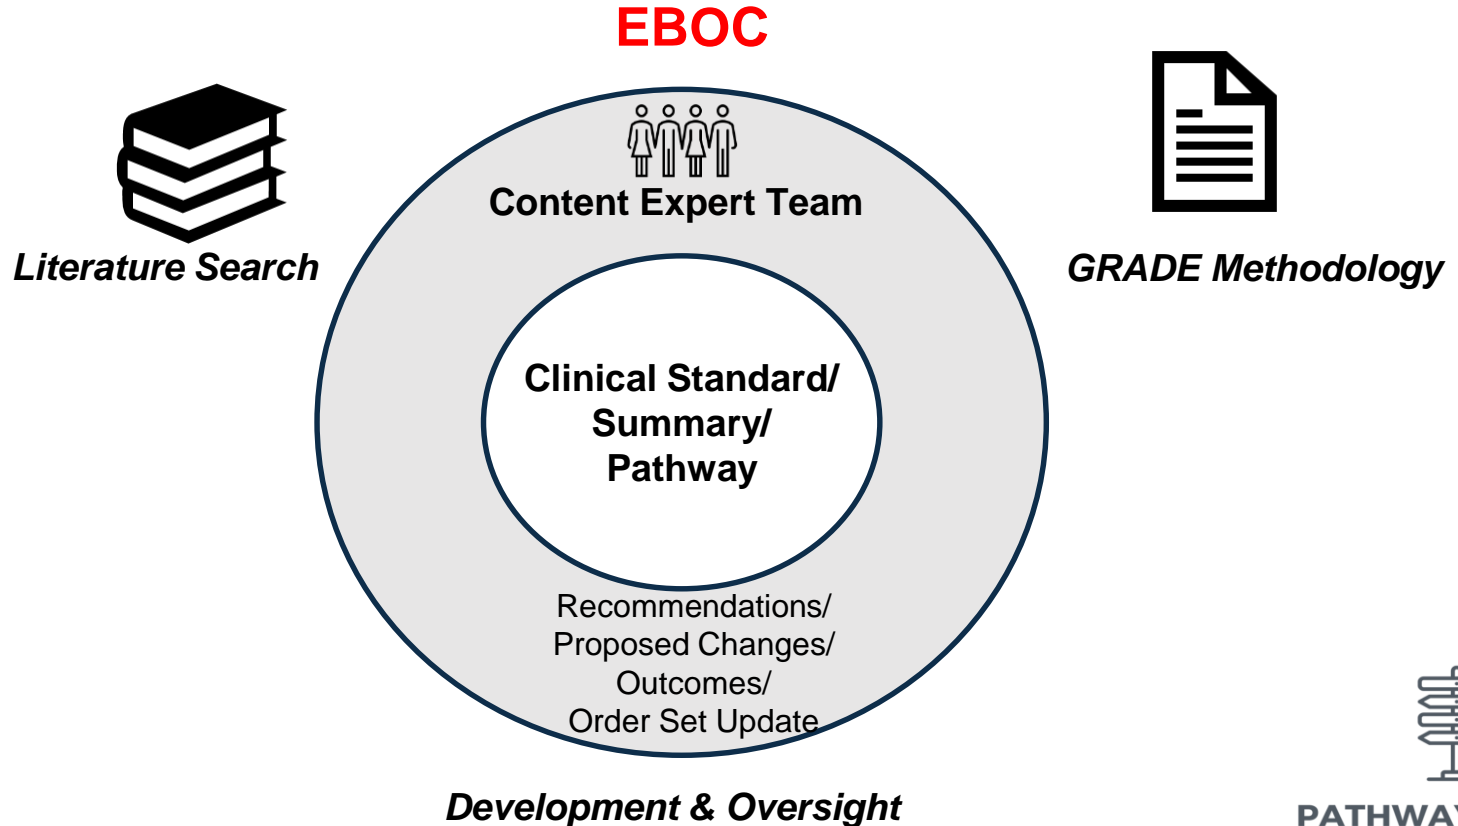 EBOC
Content Expert Team
Literature Search
GRADE Methodology
Clinical Standard/
Summary/
Pathway
Recommendations/
Proposed Changes/
Outcomes/
Order Set Update
Development & Oversight
PATHWAY